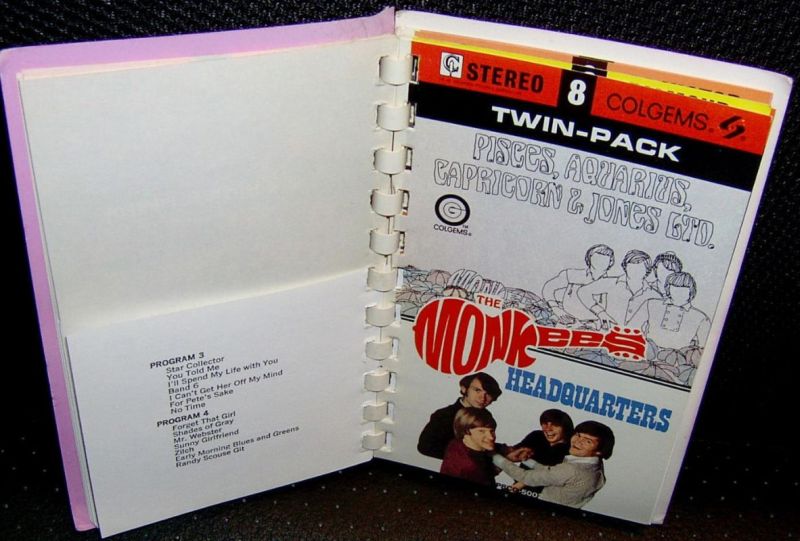 PROGRAM 3
Star Collector
You Told Me
I'll Spend My Life with You
Band 6
I Can't Get Her Off My Mind
For Pete's Sake
No Time
PROGRAM 4
Forget That Girl
Shades of Gray
Mr. Webster
Sunny Girlfriend
Zilch
Early Morning Blues and Greens
Randy Scouse Git
STEREO 8 COLGEMS®
TWIN-PACK
PISCES, AQUARIUS,
CAPRICORN & JONES LTD.
COLGEMS®
THE
MONKEES
HEADQUARTERS